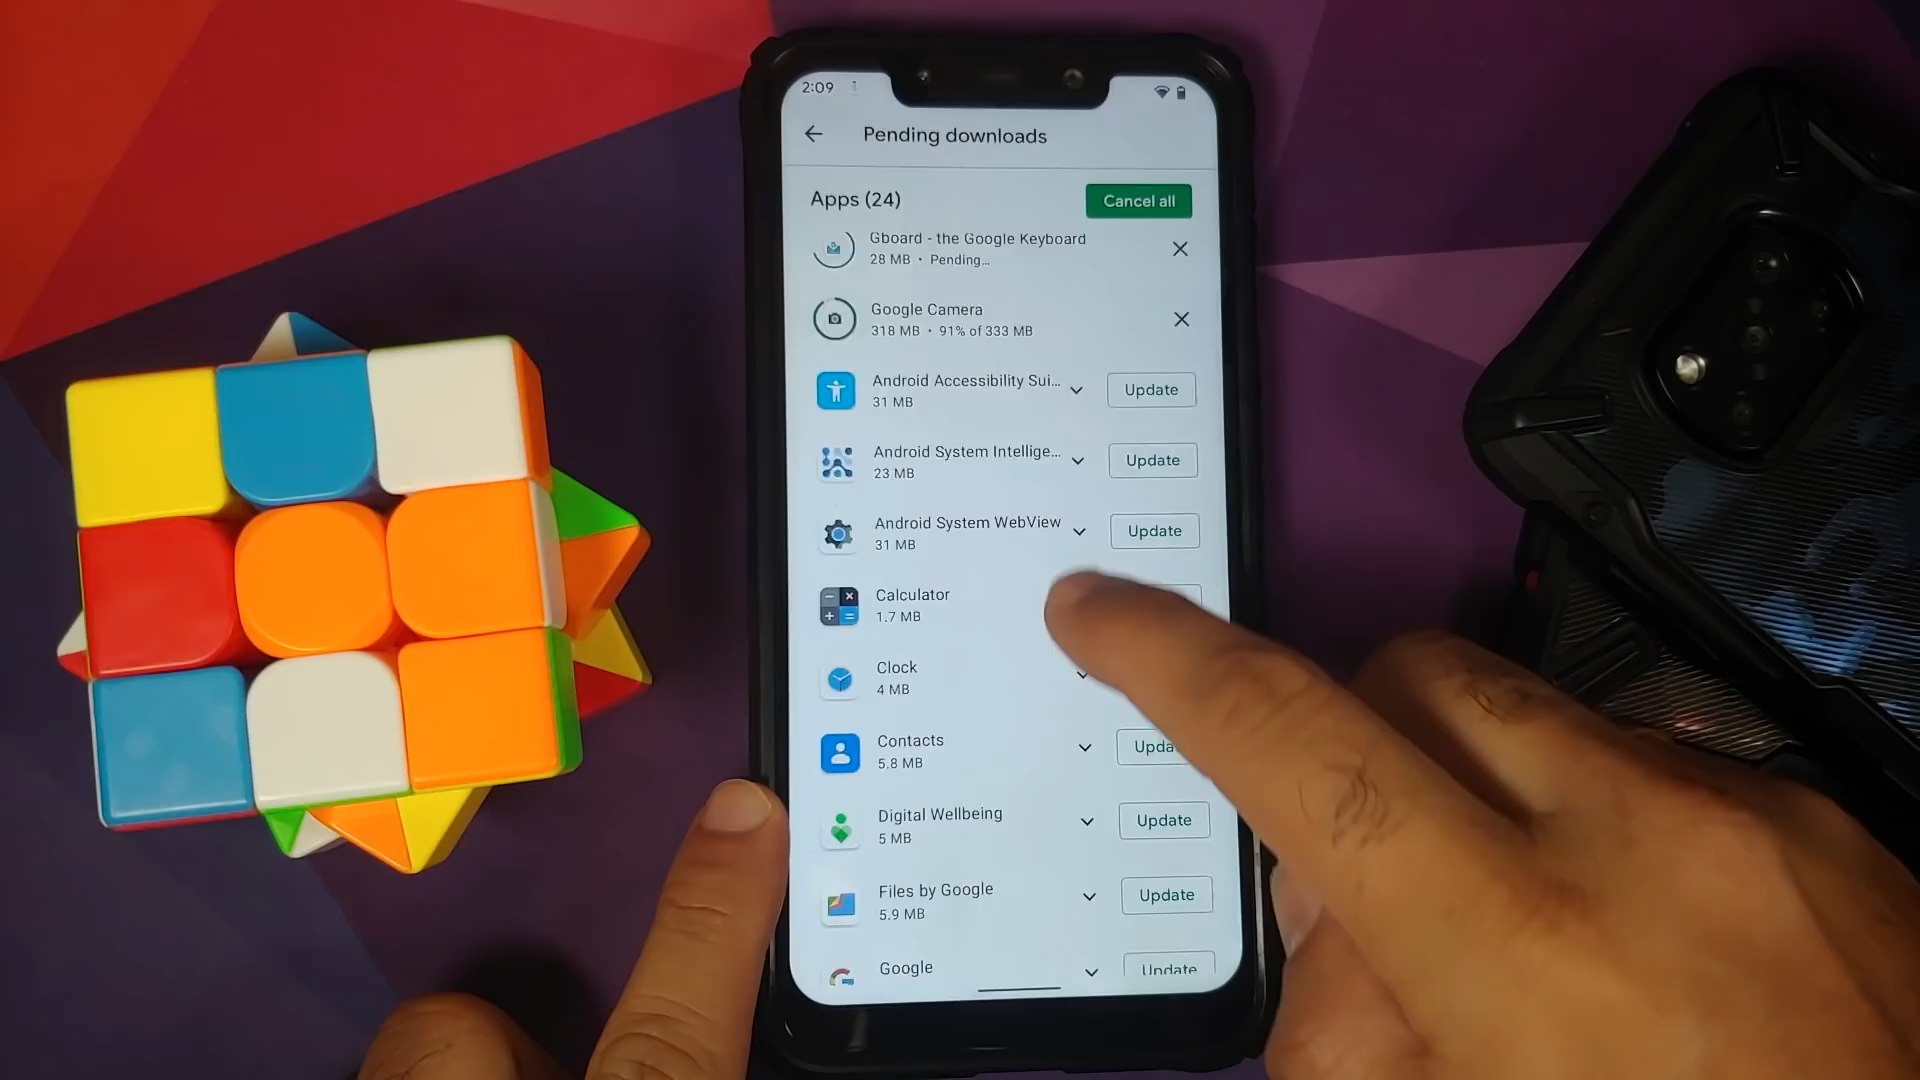 2:09
Pending downloads
Apps (24)
Cancel all
Gboard - the Google Keyboard
28 MB • Pending...
Google Camera
318 MB • 91% of 333 MB
Android Accessibility Sui...
31 MB
Update
Android System Intellige...
23 MB
Update
Android System WebView
31 MB
Update
Calculator
1.7 MB
Clock
4 MB
Contacts
5.8 MB
Upda
Digital Wellbeing
5 MB
Update
Files by Google
5.9 MB
Update
Google
Update